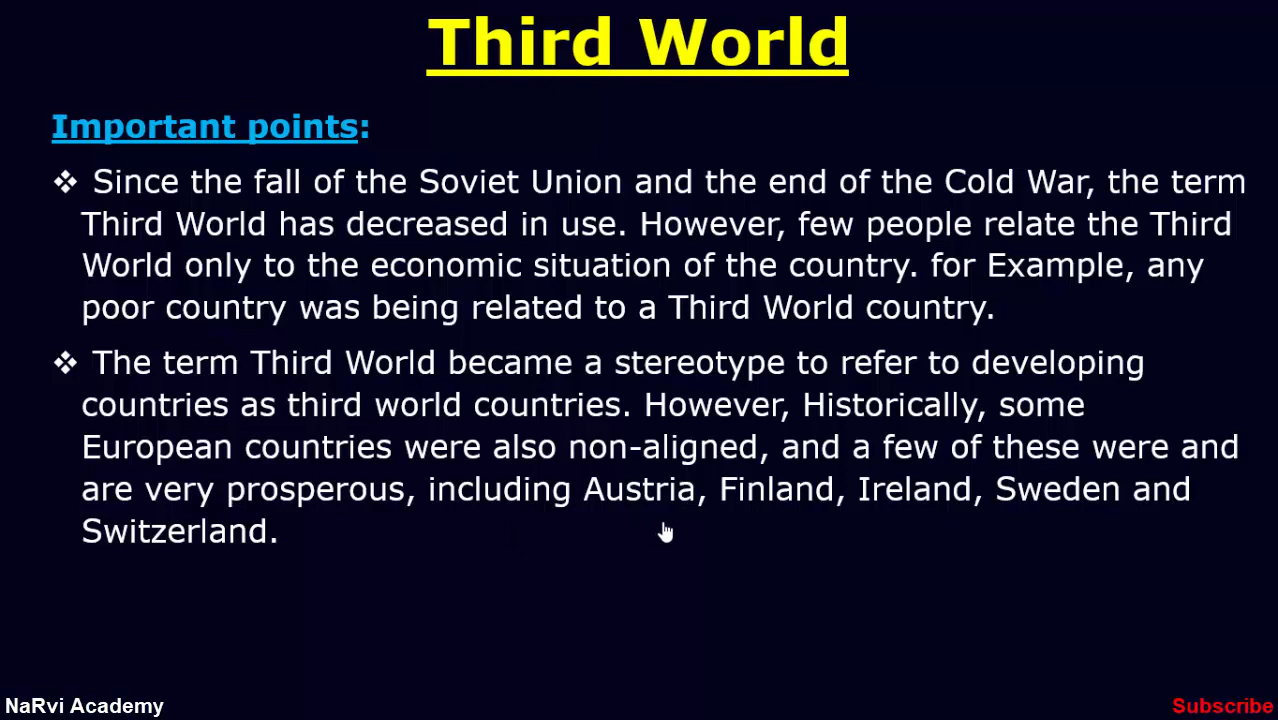 Third World
Important points:
❖ Since the fall of the Soviet Union and the end of the Cold War, the term
Third World has decreased in use. However, few people relate the Third
World only to the economic situation of the country. for Example, any
poor country was being related to a Third World country.
❖ The term Third World became a stereotype to refer to developing
countries as third world countries. However, Historically, some
European countries were also non-aligned, and a few of these were and
are very prosperous, including Austria, Finland, Ireland, Sweden and
Switzerland.
NaRvi Academy
Subscribe